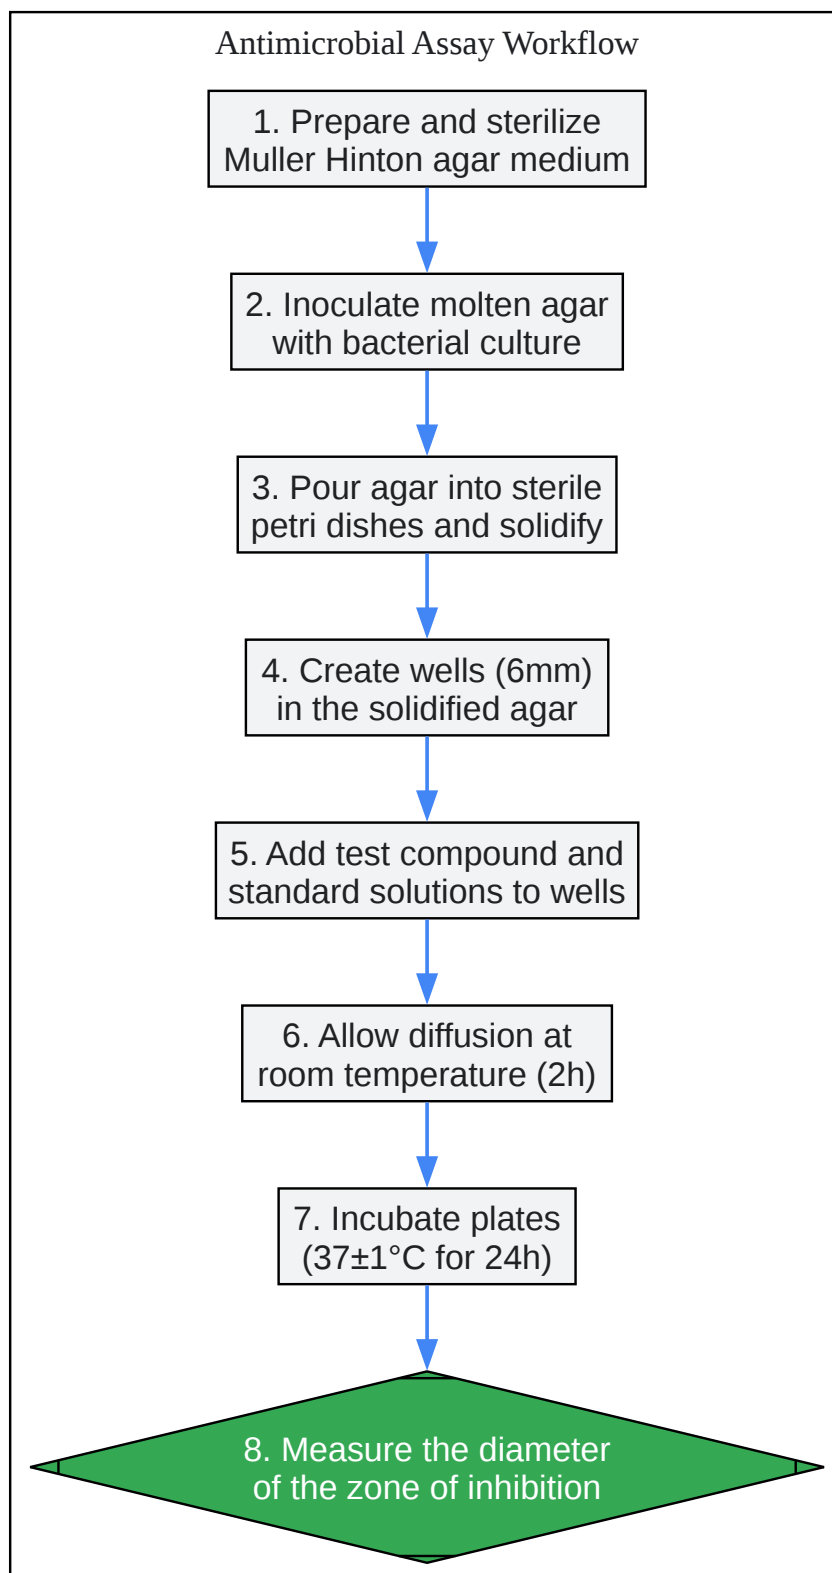 Antimicrobial Assay Workflow
1. Prepare and sterilize
Muller Hinton agar medium
2. Inoculate molten agar
with bacterial culture
3. Pour agar into sterile
petri dishes and solidify
4. Create wells (6mm)
in the solidified agar
5. Add test compound and
standard solutions to wells
6. Allow diffusion at
room temperature (2h)
7. Incubate plates
(37±1°C for 24h)
8. Measure the diameter
of the zone of inhibition